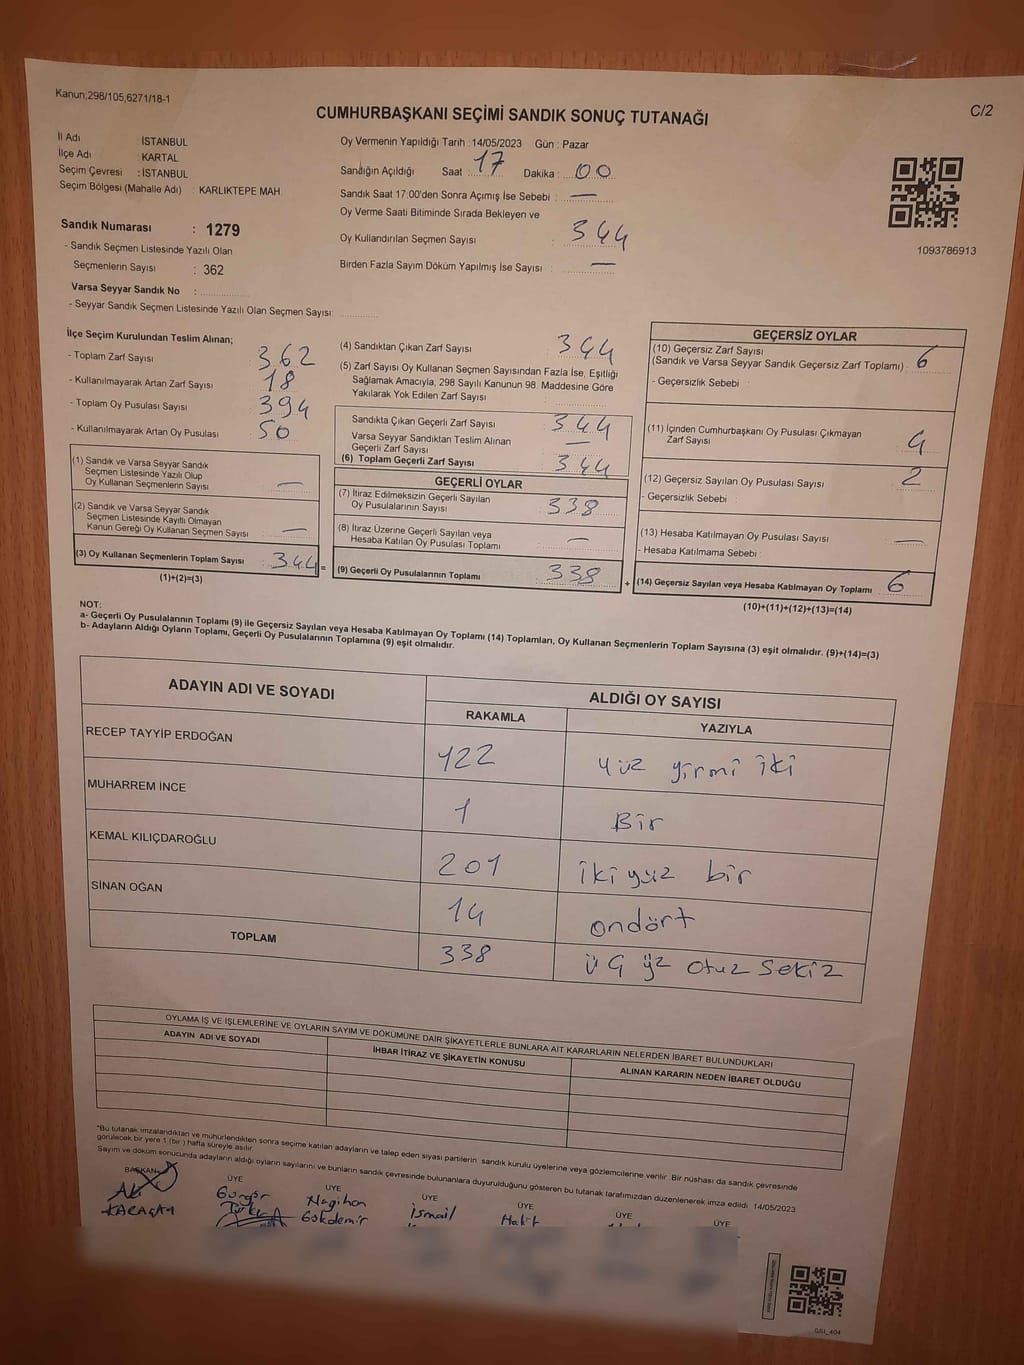 Kanun;298/105,6271/18-1
C/2
CUMHURBAŞKANI SEÇİMİ SANDIK SONUÇ TUTANAĞI
İl Adı : İSTANBUL
İlçe Adı : KARTAL
Seçim Çevresi : İSTANBUL
Seçim Bölgesi (Mahalle Adı) : KARLIKTEPE MAH.
Sandık Numarası : 1279
- Sandık Seçmen Listesinde Yazılı Olan
Seçmenlerin Sayısı : 362
Varsa Seyyar Sandık No :
- Seyyar Sandık Seçmen Listesinde Yazılı Olan Seçmen Sayısı:
Oy Vermenin Yapıldığı Tarih : 14/05/2023 Gün : Pazar
Sandığın Açıldığı Saat : 17 Dakika : 00
Sandık Saat 17:00'den Sonra Açımış İse Sebebi : —
Oy Verme Saati Bitiminde Sırada Bekleyen ve
Oy Kullandırılan Seçmen Sayısı : 344
Birden Fazla Sayım Döküm Yapılmış İse Sayısı : —
1093786913
İlçe Seçim Kurulundan Teslim Alınan;
- Toplam Zarf Sayısı : 362
- Kullanılmayarak Artan Zarf Sayısı : 18
- Toplam Oy Pusulası Sayısı : 394
- Kullanılmayarak Artan Oy Pusulası : 50
(1) Sandık ve Varsa Seyyar Sandık
Seçmen Listesinde Yazılı Olup
Oy Kullanan Seçmenlerin Sayısı : —
(2) Sandık ve Varsa Seyyar Sandık
Seçmen Listesinde Kayıtlı Olmayan
Kanun Gereği Oy Kullanan Seçmen Sayısı : —
(3) Oy Kullanan Seçmenlerin Toplam Sayısı : 344 =
(1)+(2)=(3)
(4) Sandıktan Çıkan Zarf Sayısı : 344
(5) Zarf Sayısı Oy Kullanan Seçmen Sayısından Fazla İse, Eşitliği
Sağlamak Amacıyla, 298 Sayılı Kanunun 98. Maddesine Göre
Yakılarak Yok Edilen Zarf Sayısı :
Sandıkta Çıkan Geçerli Zarf Sayısı : 344
Varsa Seyyar Sandıktan Teslim Alınan
Geçerli Zarf Sayısı : —
(6) Toplam Geçerli Zarf Sayısı : 344
GEÇERLİ OYLAR
(7) İtiraz Edilmeksizin Geçerli Sayılan
Oy Pusulalarının Sayısı : 338
(8) İtiraz Üzerine Geçerli Sayılan veya
Hesaba Katılan Oy Pusulası Toplamı : —
(9) Geçerli Oy Pusulalarının Toplamı : 338 +
GEÇERSİZ OYLAR
(10) Geçersiz Zarf Sayısı
(Sandık ve Varsa Seyyar Sandık Geçersiz Zarf Toplamı) : 6
- Geçersizlik Sebebi :
(11) İçinden Cumhurbaşkanı Oy Pusulası Çıkmayan
Zarf Sayısı : 4
(12) Geçersiz Sayılan Oy Pusulası Sayısı : 2
- Geçersizlik Sebebi :
(13) Hesaba Katılmayan Oy Pusulası Sayısı : —
- Hesaba Katılmama Sebebi :
(14) Geçersiz Sayılan veya Hesaba Katılmayan Oy Toplamı : 6
(10)+(11)+(12)+(13)=(14)
NOT:
a- Geçerli Oy Pusulalarının Toplamı (9) ile Geçersiz Sayılan veya Hesaba Katılmayan Oy Toplamı (14) Toplamları, Oy Kullanan Seçmenlerin Toplam Sayısına (3) eşit olmalıdır. (9)+(14)=(3)
b- Adayların Aldığı Oyların Toplamı, Geçerli Oy Pusulalarının Toplamına (9) eşit olmalıdır.
ADAYIN ADI VE SOYADI ALDIĞI OY SAYISI
RAKAMLA YAZIYLA
RECEP TAYYİP ERDOĞAN 122 yüz yirmi iki
MUHARREM İNCE 1 Bir
KEMAL KILIÇDAROĞLU 201 iki yüz bir
SİNAN OĞAN 14 ondört
TOPLAM 338 üç yz otuz sekiz
OYLAMA İŞ VE İŞLEMLERİNE VE OYLARIN SAYIM VE DÖKÜMÜNE DAİR ŞİKAYETLERLE BUNLARA AİT KARARLARIN NELERDEN İBARET BULUNDUKLARI
ADAYIN ADI VE SOYADI İHBAR İTİRAZ VE ŞİKAYETİN KONUSU ALINAN KARARIN NEDEN İBARET OLDUĞU
*Bu tutanak imzalandıktan ve mühürlendikten sonra seçime katılan adayların ve talep eden siyasi partilerin sandık kurulu üyelerine veya gözlemcilerine verilir. Bir nüshası da sandık çevresinde
görülecek bir yere 1 (bir) hafta süreyle asılır.
Sayım ve döküm sonucunda adayların aldığı oyların sayılarını ve bunların sandık çevresinde bulunanlara duyurulduğunu gösteren bu tutanak tarafımızdan düzenlenerek imza edildi. 14/05/2023
BAŞKAN ÜYE ÜYE ÜYE ÜYE ÜYE ÜYE
Ali Güngör Nagihan İsmail Halit
Gökdemir